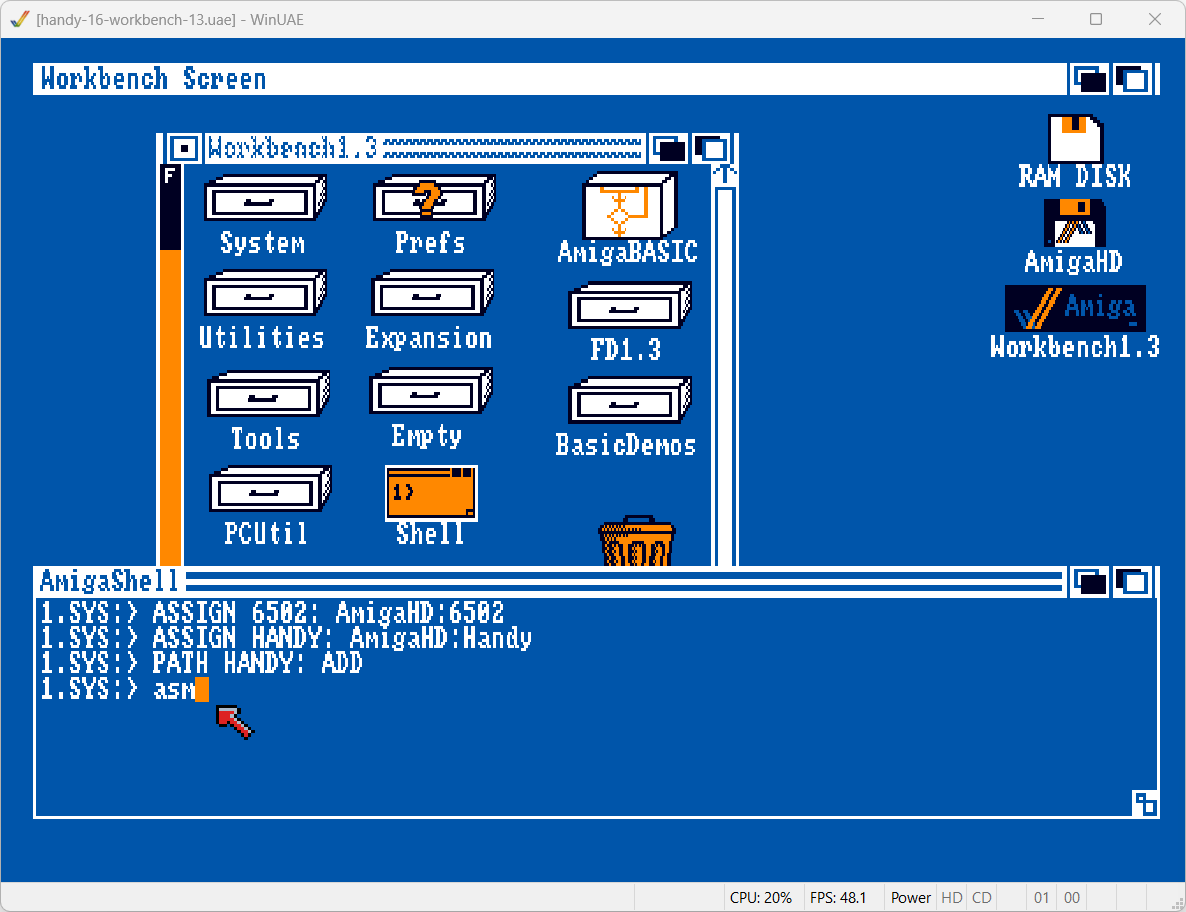 [handy-16-workbench-13.uae] - WinUAE
Workbench Screen
Workbench1.3
F
RAM DISK
System
Prefs
AmigaBASIC
AmigaHD
Utilities
Expansion
FD1.3
Amiga
Workbench1.3
Tools
Empty
BasicDemos
1>
PCUtil
Shell
AmigaShell
1.SYS:> ASSIGN 6502: AmigaHD:6502
1.SYS:> ASSIGN HANDY: AmigaHD:Handy
1.SYS:> PATH HANDY: ADD
1.SYS:> asm
CPU: 20% FPS: 48.1 Power HD CD 01 00